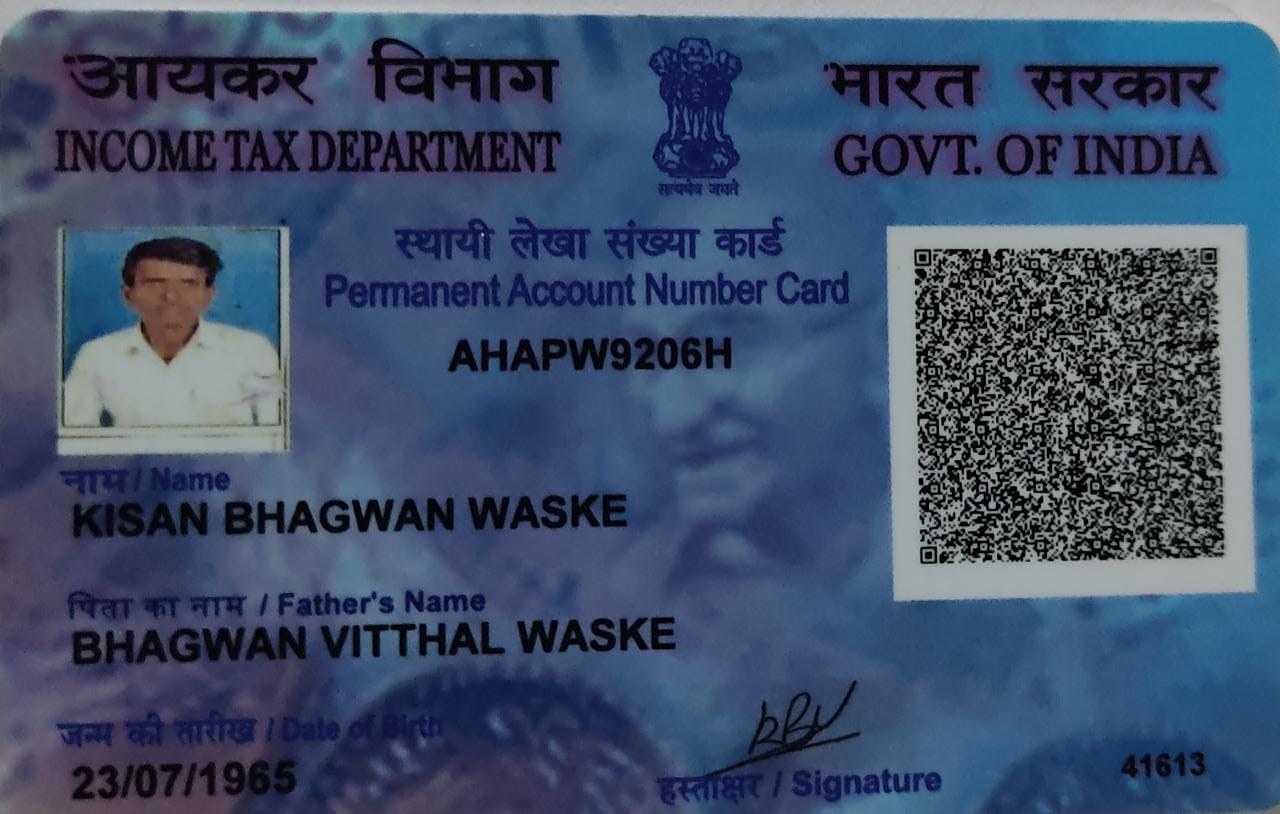 आयकर विभाग
INCOME TAX DEPARTMENT
सत्यमेव जयते
भारत सरकार
GOVT. OF INDIA
स्थायी लेखा संख्या कार्ड
Permanent Account Number Card
AHAPW9206H
नाम / Name
KISAN BHAGWAN WASKE
पिता का नाम / Father's Name
BHAGWAN VITTHAL WASKE
जन्म की तारीख / Date of Birth
23/07/1965
हस्ताक्षर / Signature
41613